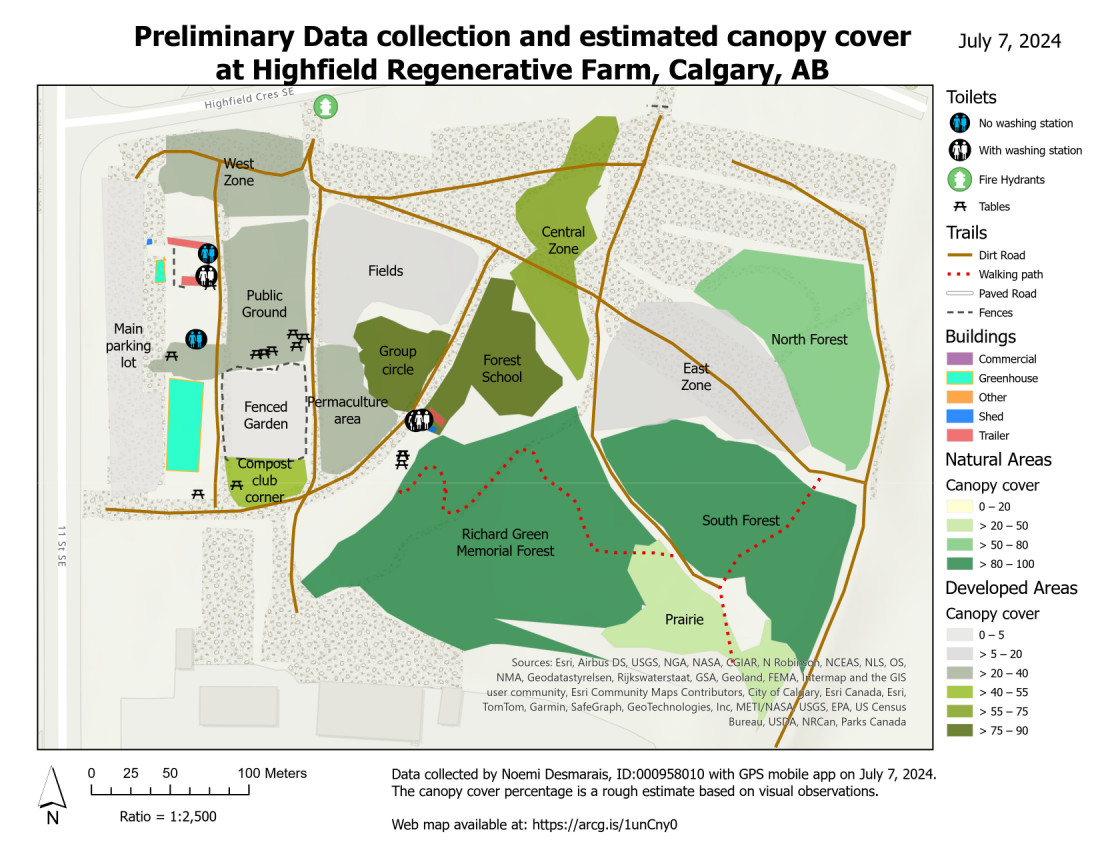 Preliminary Data collection and estimated canopy cover
at Highfield Regenerative Farm, Calgary, AB
July 7, 2024
Highfield Cres SE
West
Zone
Central
Zone
Fields
Public
Ground
Main
parking
lot
Group
circle
Forest
School
North Forest
East
Zone
Permaculture
area
Fenced
Garden
Compost
club
corner
South Forest
Richard Green
Memorial Forest
Prairie
11 St SE
Sources: Esri, Airbus DS, USGS, NGA, NASA, CGIAR, N Robinson, NCEAS, NLS, OS,
NMA, Geodatastyrelsen, Rijkswaterstaat, GSA, Geoland, FEMA, Intermap and the GIS
user community, Esri Community Maps Contributors, City of Calgary, Esri Canada, Esri,
TomTom, Garmin, SafeGraph, GeoTechnologies, Inc, METI/NASA, USGS, EPA, US Census
Bureau, USDA, NRCan, Parks Canada
Toilets
No washing station
With washing station
Fire Hydrants
Tables
Trails
Dirt Road
Walking path
Paved Road
Fences
Buildings
Commercial
Greenhouse
Other
Shed
Trailer
Natural Areas
Canopy cover
0 – 20
> 20 – 50
> 50 – 80
> 80 – 100
Developed Areas
Canopy cover
0 – 5
> 5 – 20
> 20 – 40
> 40 – 55
> 55 – 75
> 75 – 90
N
0 25 50 100 Meters
Ratio = 1:2,500
Data collected by Noemi Desmarais, ID:000958010 with GPS mobile app on July 7, 2024.
The canopy cover percentage is a rough estimate based on visual observations.
Web map available at: https://arcg.is/1unCny0